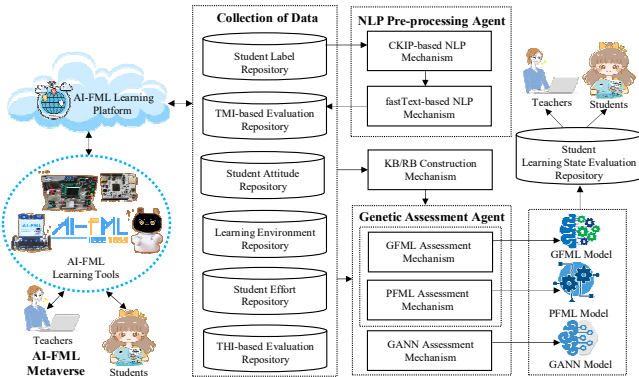 Collection of Data
NLP Pre-processing Agent
Student Label
Repository
CKIP-based NLP
Mechanism
AI-FML Learning
Platform
TMI-based Evaluation
Repository
fastText-based NLP
Mechanism
Teachers
Students
Student
Learning State Evaluation
Repository
Student Attitude
Repository
KB/RB Construction
Mechanism
AI-FML
AI-FML
Learning Tools
Learning Environment
Repository
Genetic Assessment Agent
GFML Assessment
Mechanism
GFML Model
Student Effort
Repository
PFML Assessment
Mechanism
PFML Model
THI-based Evaluation
Repository
GANN Assessment
Mechanism
GANN Model
Teachers
Students
AI-FML
Metaverse